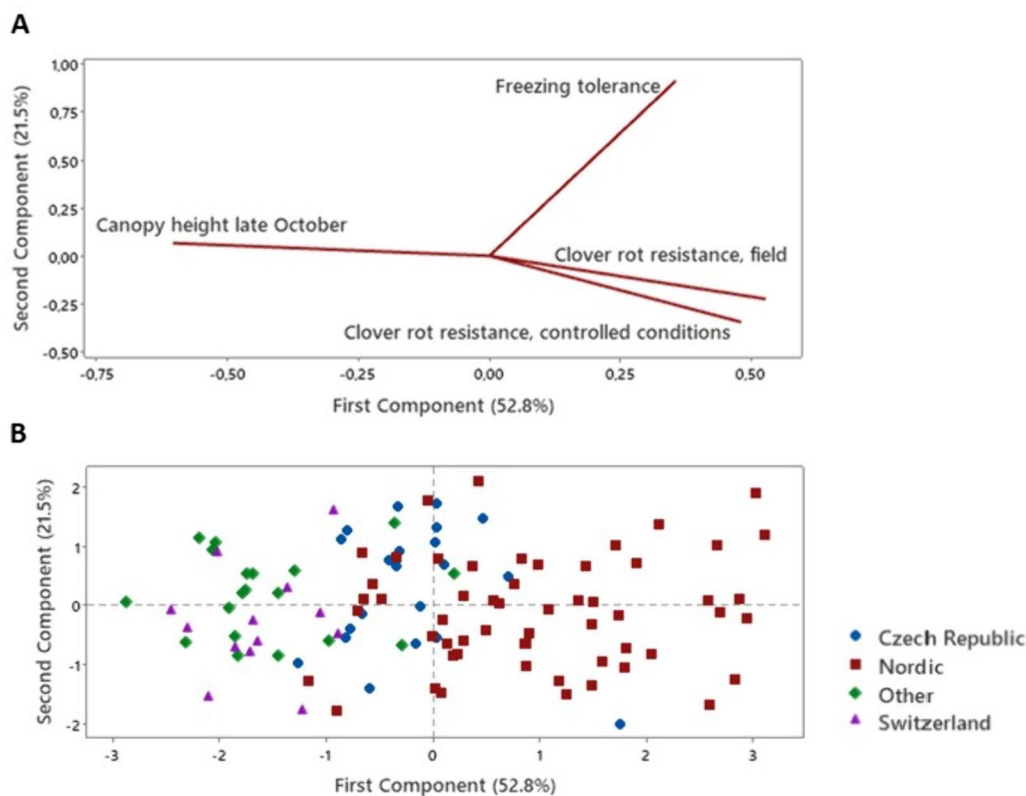 A
1,00
0,75
0,50
0,25
0,00
-0,25
-0,50
Second Component (21.5%)
Freezing tolerance
Canopy height late October
Clover rot resistance, field
Clover rot resistance, controlled conditions
-0,75 -0,50 -0,25 0,00 0,25 0,50
First Component (52.8%)
B
2
1
0
-1
-2
Second Component (21.5%)
-3 -2 -1 0 1 2 3
First Component (52.8%)
Czech Republic
Nordic
Other
Switzerland